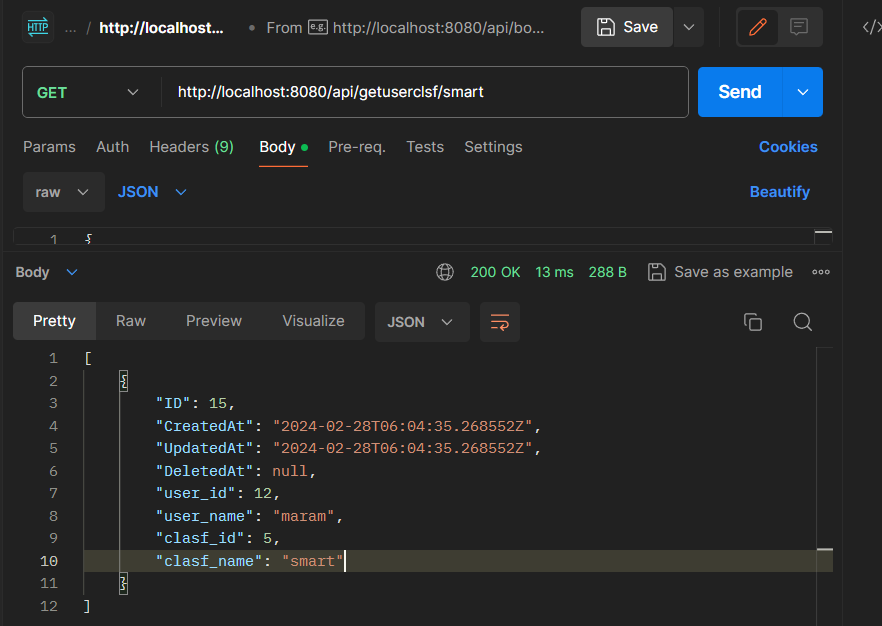 HTTP ... / http://localhost... From e.g. http://localhost:8080/api/bo... Save </>
GET http://localhost:8080/api/getuserclsf/smart Send
Params Auth Headers (9) Body Pre-req. Tests Settings Cookies
raw JSON Beautify
1 {
Body 200 OK 13 ms 288 B Save as example
Pretty Raw Preview Visualize JSON
1 [
2 {
3 "ID": 15,
4 "CreatedAt": "2024-02-28T06:04:35.268552Z",
5 "UpdatedAt": "2024-02-28T06:04:35.268552Z",
6 "DeletedAt": null,
7 "user_id": 12,
8 "user_name": "maram",
9 "clasf_id": 5,
10 "clasf_name": "smart"
11 }
12 ]